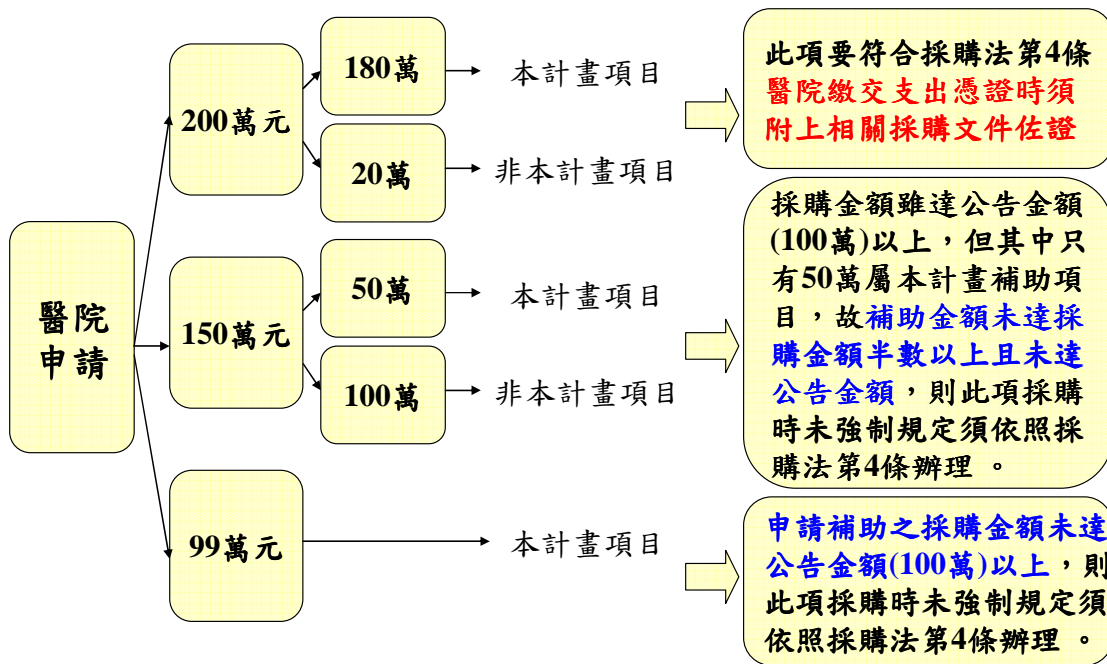 醫院
申請
200萬元
180萬
本計畫項目
20萬
非本計畫項目
此項要符合採購法第4條
醫院繳交支出憑證時須
附上相關採購文件佐證
150萬元
50萬
本計畫項目
100萬
非本計畫項目
採購金額雖達公告金額
(100萬)以上，但其中只
有50萬屬本計畫補助項
目，故補助金額未達採
購金額半數以上且未達
公告金額，則此項採購
時未強制規定須依照採
購法第4條辦理 。
99萬元
本計畫項目
申請補助之採購金額未達
公告金額(100萬)以上，則
此項採購時未強制規定須
依照採購法第4條辦理 。